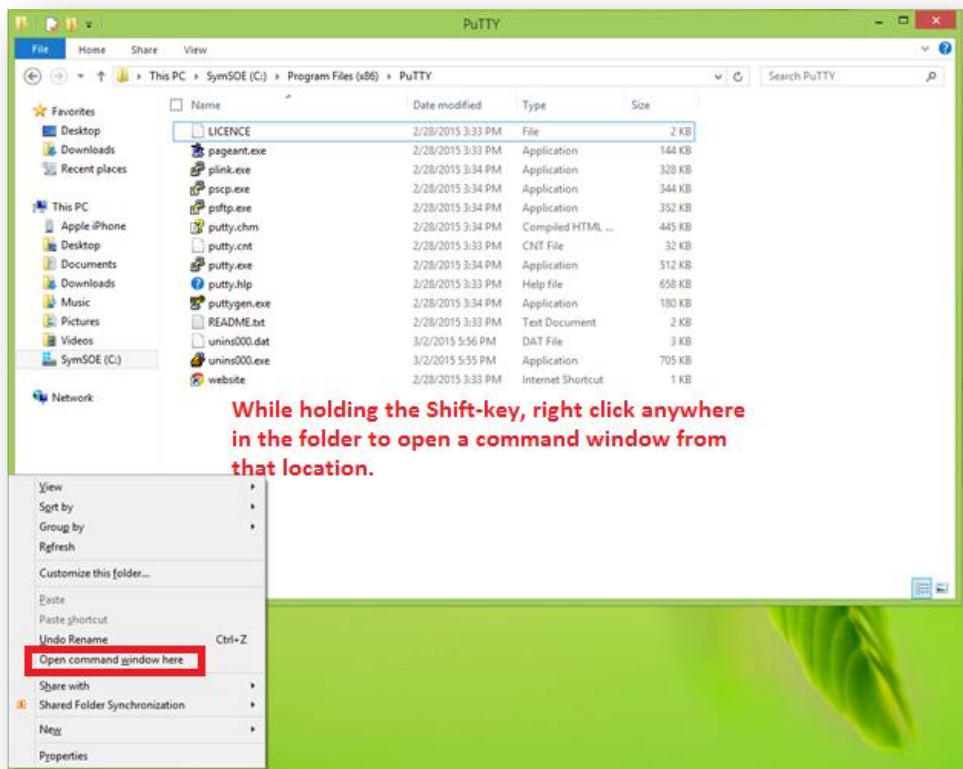 PuTTY
File Home Share View
This PC SymSOE (C:) Program Files (x86) PuTTY Search PuTTY
Favorites
Desktop
Downloads
Recent places
This PC
Apple iPhone
Desktop
Documents
Downloads
Music
Pictures
Videos
SymSOE (C:)
Network
Name Date modified Type Size
LICENCE 2/28/2015 3:33 PM File 2 KB
pageant.exe 2/28/2015 3:33 PM Application 144 KB
plink.exe 2/28/2015 3:34 PM Application 328 KB
pscp.exe 2/28/2015 3:34 PM Application 344 KB
psftp.exe 2/28/2015 3:34 PM Application 352 KB
putty.chm 2/28/2015 3:34 PM Compiled HTML ... 445 KB
putty.cnt 2/28/2015 3:33 PM CNT File 32 KB
putty.exe 2/28/2015 3:34 PM Application 512 KB
putty.hlp 2/28/2015 3:33 PM Help file 658 KB
puttygen.exe 2/28/2015 3:34 PM Application 180 KB
README.txt 2/28/2015 3:33 PM Text Document 2 KB
unins000.dat 3/2/2015 5:56 PM DAT File 3 KB
unins000.exe 3/2/2015 5:55 PM Application 705 KB
website 2/28/2015 3:33 PM Internet Shortcut 1 KB
While holding the Shift-key, right click anywhere
in the folder to open a command window from
that location.
View
Sort by
Group by
Refresh
Customize this folder...
Paste
Paste shortcut
Undo Rename Ctrl+Z
Open command window here
Share with
Shared Folder Synchronization
New
Properties